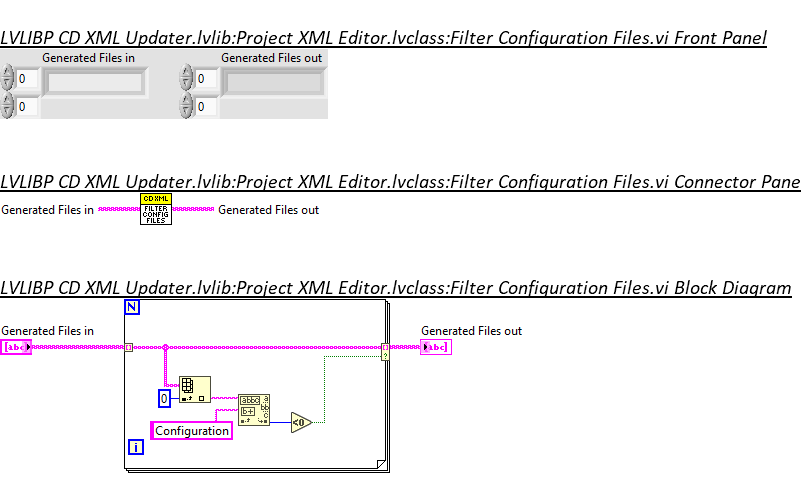 LVLIBP CD XML Updater.lvlib:Project XML Editor.lvclass:Filter Configuration Files.vi Front Panel
Generated Files in
Generated Files out
0
0
0
0
LVLIBP CD XML Updater.lvlib:Project XML Editor.lvclass:Filter Configuration Files.vi Connector Pane
Generated Files in
CD XML
FILTER
CONFIG
FILES
Generated Files out
LVLIBP CD XML Updater.lvlib:Project XML Editor.lvclass:Filter Configuration Files.vi Block Diagram
N
Generated Files in
Generated Files out
[abc]
[]
[]
abc]
?
0
abbc
b+
.a
bb
c.
<0
Configuration
i